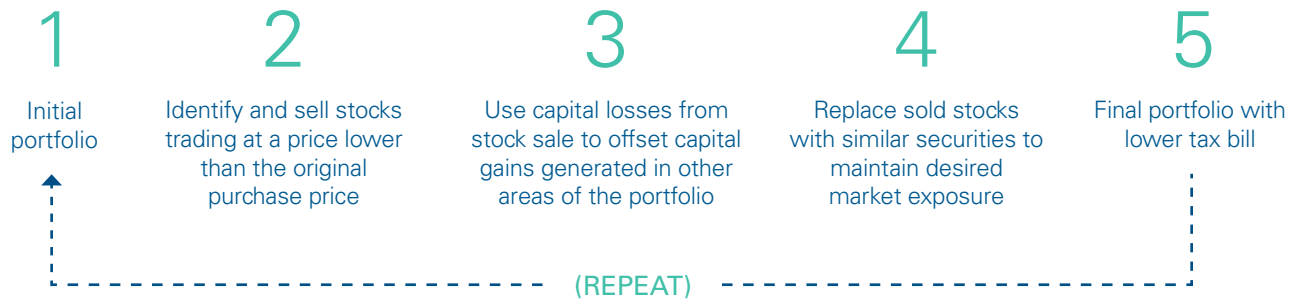 1
Initial
portfolio
2
Identify and sell stocks
trading at a price lower
than the original
purchase price
3
Use capital losses from
stock sale to offset capital
gains generated in other
areas of the portfolio
4
Replace sold stocks
with similar securities to
maintain desired
market exposure
5
Final portfolio with
lower tax bill
(REPEAT)